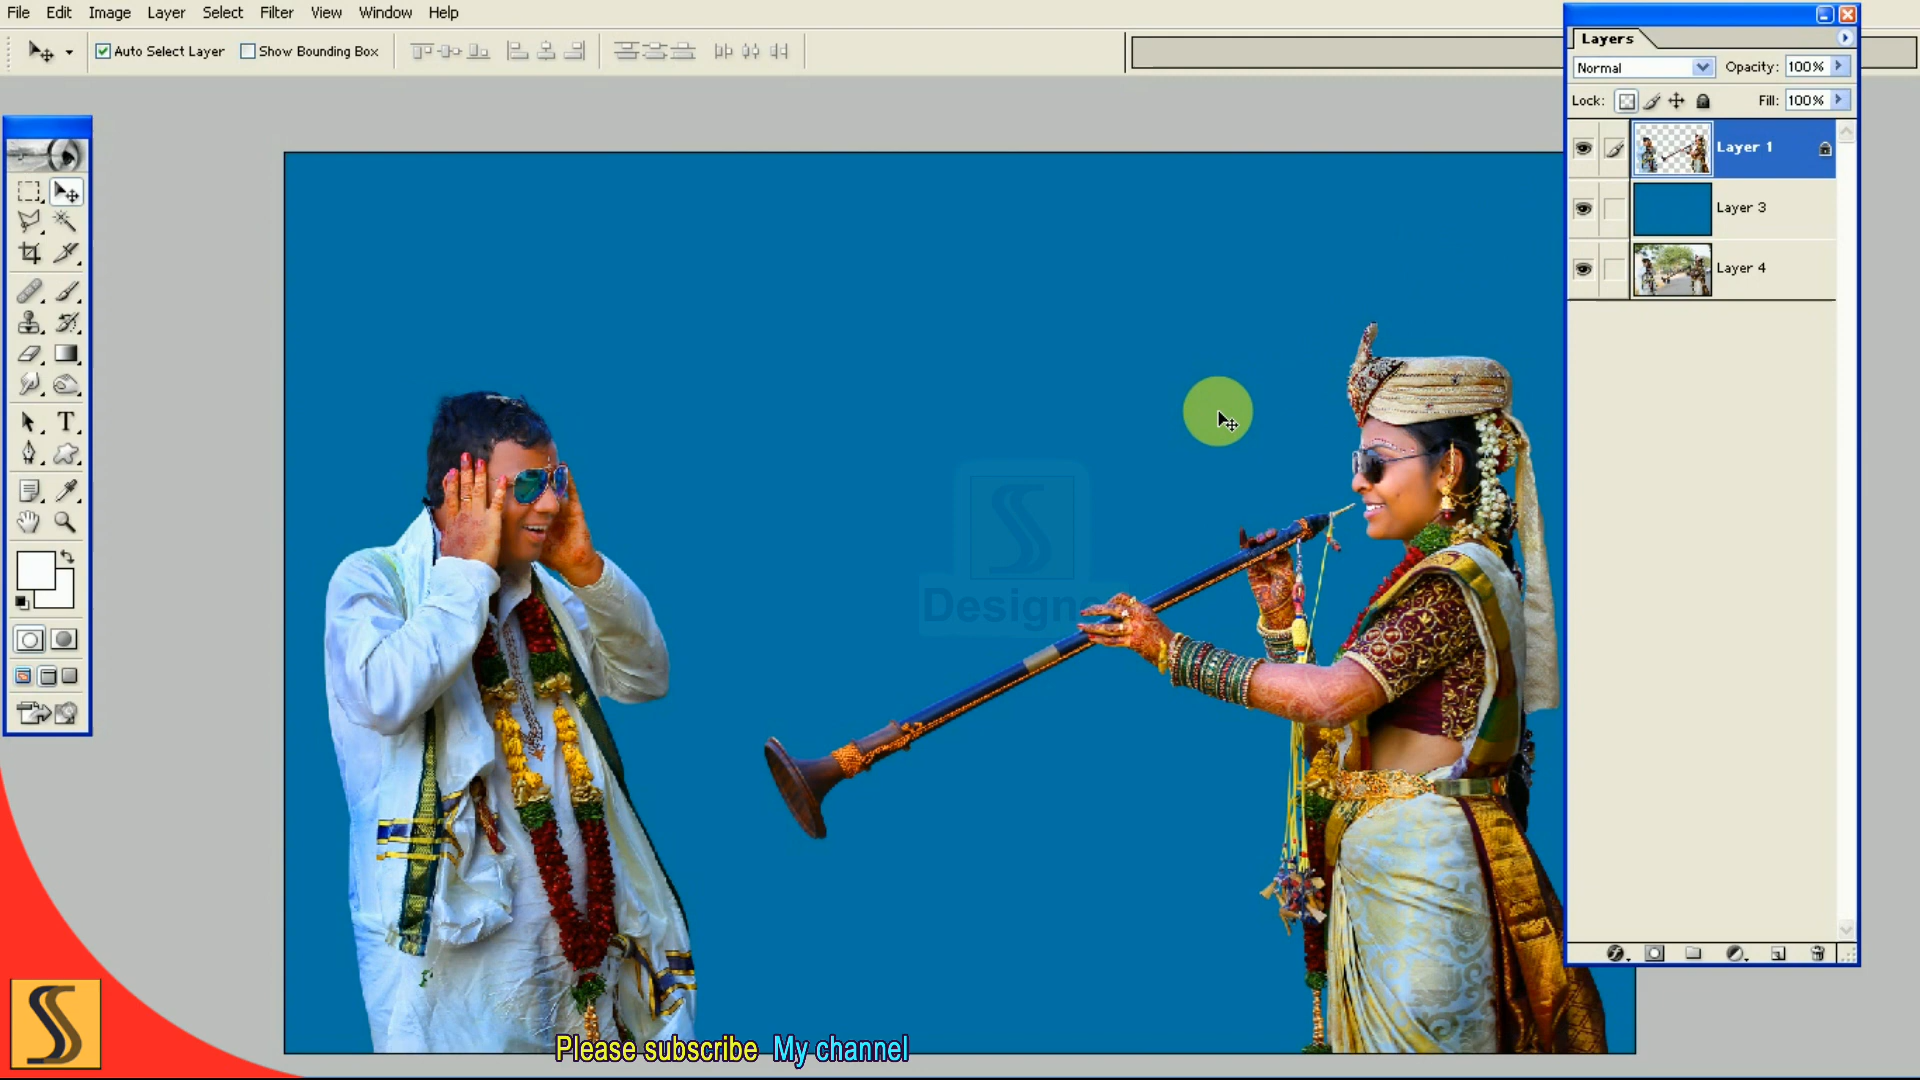 File Edit Image Layer Select Filter View Window Help
Auto Select Layer Show Bounding Box
Layers
Normal Opacity: 100%
Lock: Fill: 100%
Layer 1
Layer 3
Layer 4
Designs
Please subscribe My channel